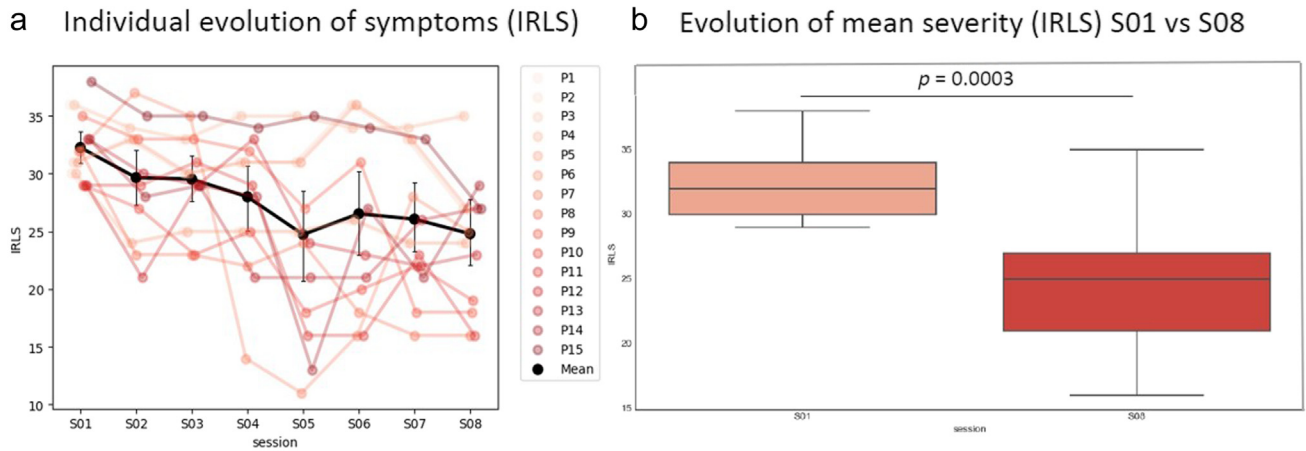 a Individual evolution of symptoms (IRLS)
35
30
25
20
15
10
IRLS
S01 S02 S03 S04 S05 S06 S07 S08
session
P1
P2
P3
P4
P5
P6
P7
P8
P9
P10
P11
P12
P13
P14
P15
Mean
b Evolution of mean severity (IRLS) S01 vs S08
p = 0.0003
35
30
25
20
15
IRLS
S01 S08
session